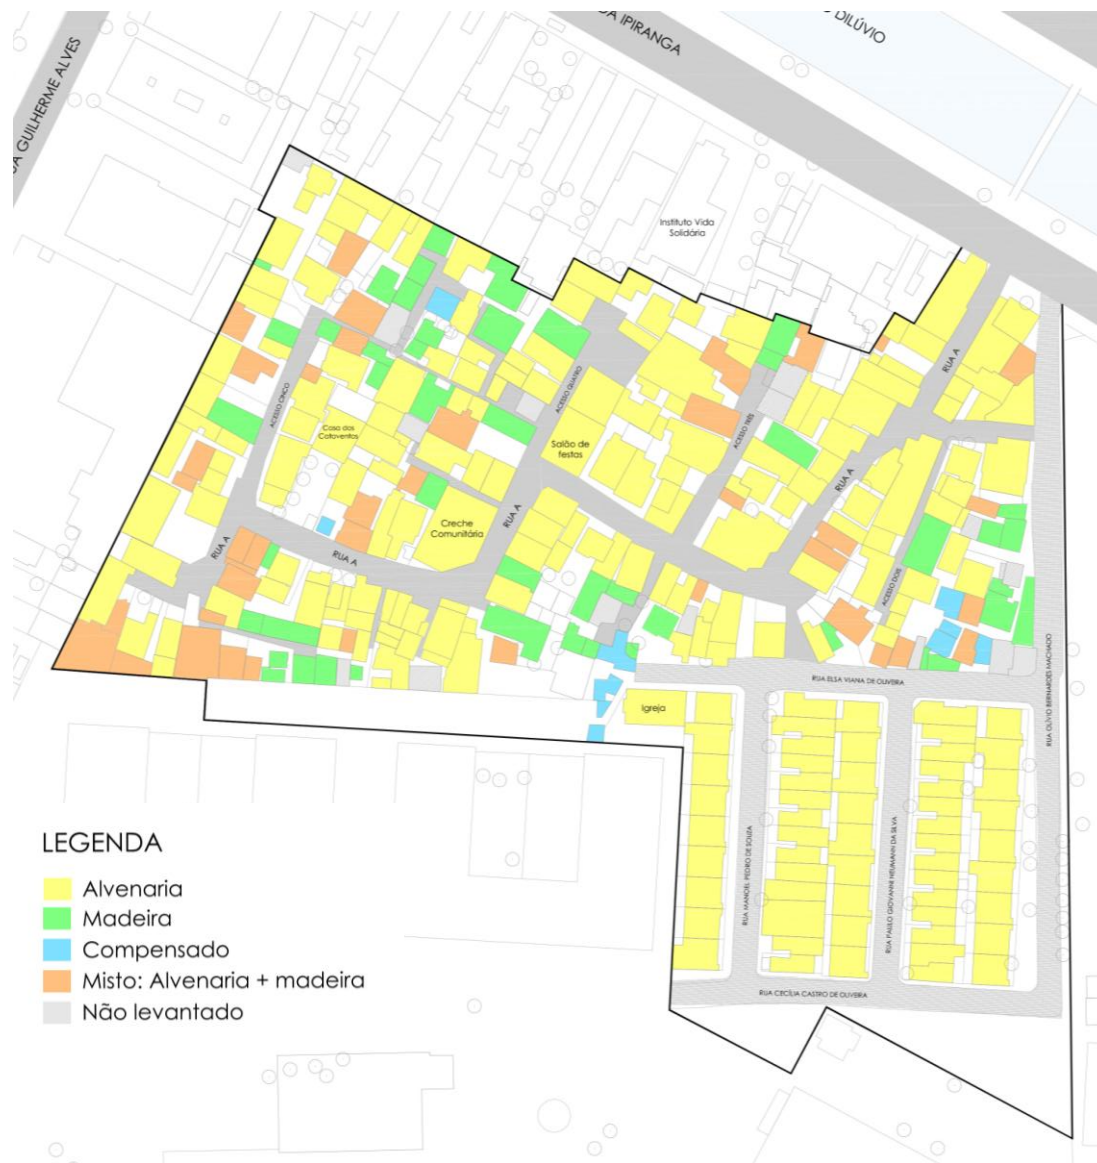 A IPIRANGA
O DILÚVIO
A GUILHERME ALVES
Instituto Vida
Solidária
RUA A
ACESSO CINCO
ACESSO QUATRO
ACESSO TRÊS
Casa dos
Cataventos
Salão de
festas
RUA A
RUA A
Creche
Comunitária
RUA A
RUA A
ACESSO DOIS
RUA ELSA VIANA DE OLIVEIRA
RUA OLÍVIO BERNARDES MACHADO
Igreja
RUA MANOEL PEDRO DE SOUZA
RUA PAULO GIOVANNI NEUMANN DA SILVA
RUA CECÍLIA CASTRO DE OLIVEIRA
LEGENDA
Alvenaria
Madeira
Compensado
Misto: Alvenaria + madeira
Não levantado